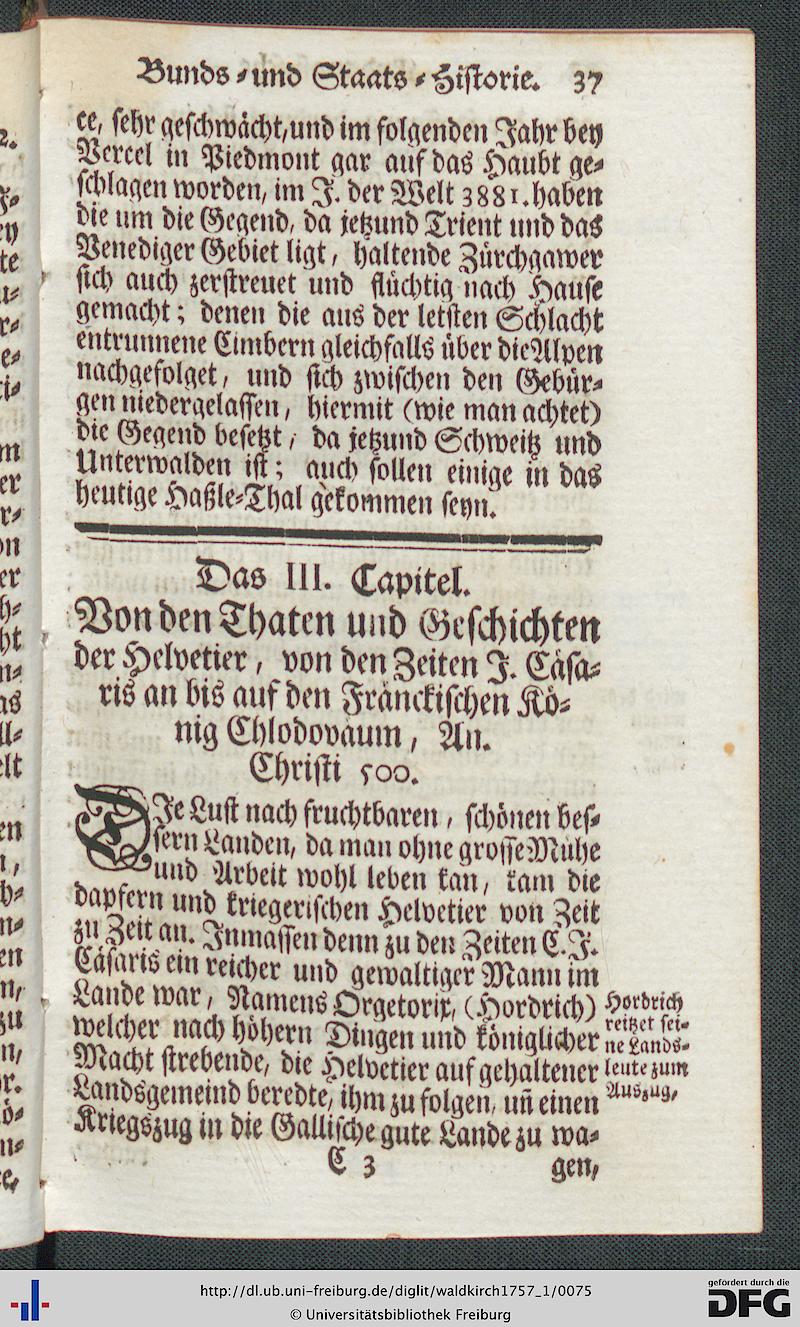 Bunds-und Staats-Historie. 37
ce, sehr geschwächt, und im folgenden Jahr bey
Vercel in Piedmont gar auf das Haubt ge-
schlagen worden, im J. der Welt 3881. haben
die um die Gegend, da jetzund Trient und das
Venediger Gebiet ligt, haltende Zürchgawer
sich auch zerstreuet und flüchtig nach Hause
gemacht; denen die aus der letsten Schlacht
entrunnene Cimbern gleichfalls über die Alpen
nachgefolget, und sich zwischen den Gebür-
gen niedergelassen, hiermit (wie man achtet)
die Gegend besetzt, da jetzund Schweitz und
Unterwalden ist; auch sollen einige in das
heutige Haßle-Thal gekommen seyn.
Das III. Capitel.
Von den Thaten und Geschichten
der Helvetier, von den Zeiten J. Cäsa-
ris an bis auf den Fränckischen Kö-
nig Chlodoväum, An.
Christi 500.
DIe Lust nach fruchtbaren, schönen bes-
sern Landen, da man ohne grosse Mühe
und Arbeit wohl leben kan, kam die
dapfern und kriegerischen Helvetier von Zeit
zu Zeit an. Inmassen denn zu den Zeiten C. J.
Cäsaris ein reicher und gewaltiger Mann im
Lande war, Namens Orgetorix, (Hordrich)
welcher nach höhern Dingen und königlicher
Macht strebende, die Helvetier auf gehaltener
Landsgemeind beredte, ihm zu folgen, uñ einen
Kriegszug in die Gallische gute Lande zu wa-
C 3 gen,
Hordrich
reitzet sei-
ne Lands-
leute zum
Auszug,
http://dl.ub.uni-freiburg.de/diglit/waldkirch1757_1/0075
© Universitätsbibliothek Freiburg
gefördert durch die
DFG